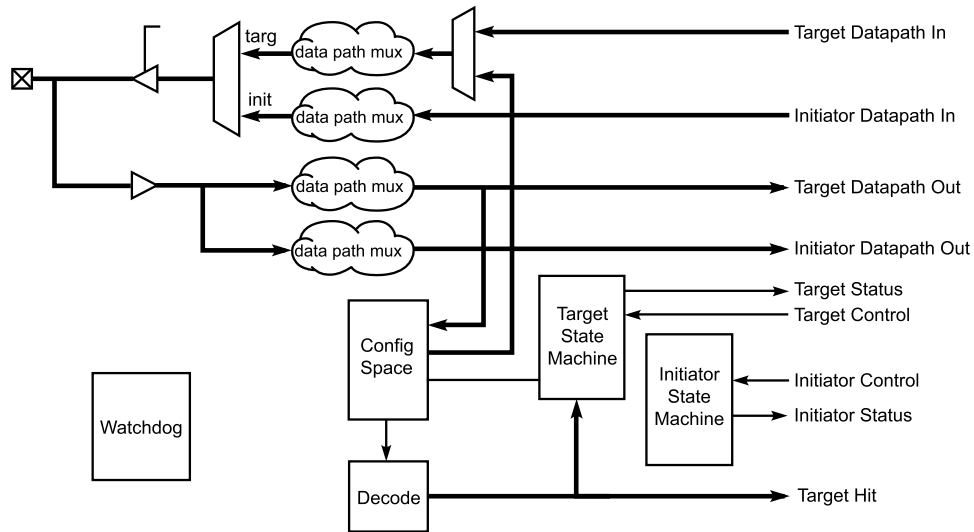 targ
data path mux
Target Datapath In
init
data path mux
Initiator Datapath In
data path mux
Target Datapath Out
data path mux
Initiator Datapath Out
Target Status
Target Control
Target
State
Machine
Config
Space
Initiator
State
Machine
Initiator Control
Initiator Status
Watchdog
Decode
Target Hit